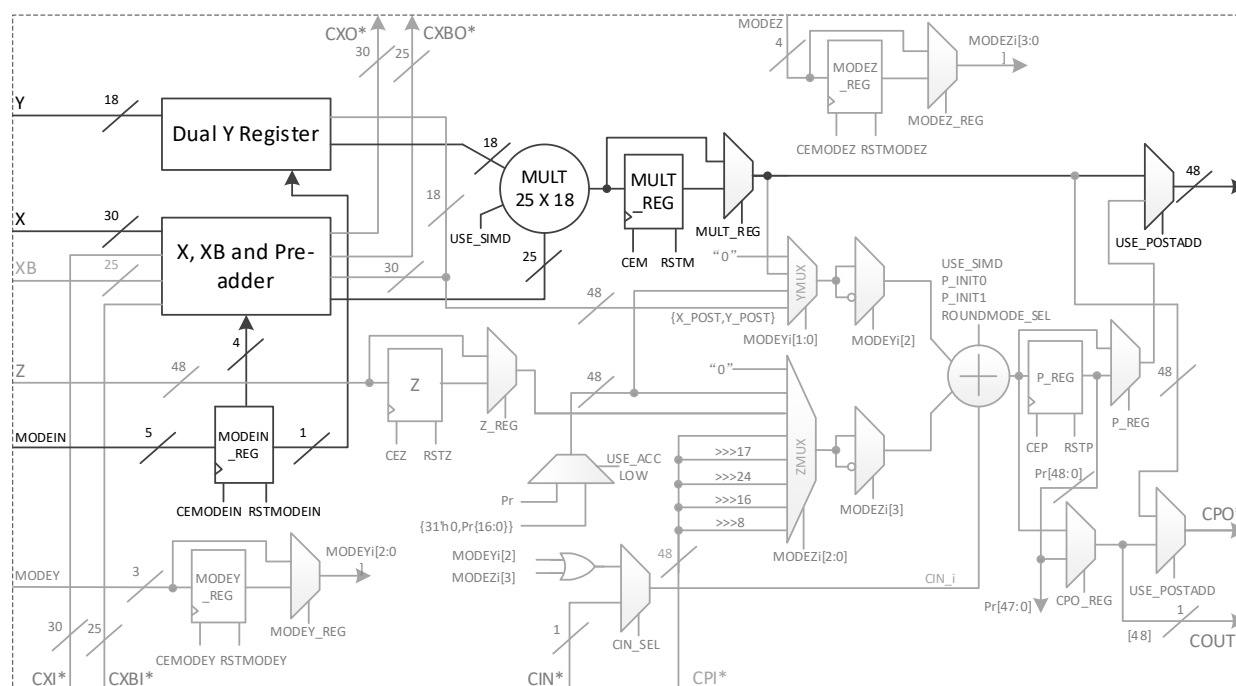 CXO*
CXBO*
30
25
MODEZ
4
MODEZ
_REG
MODEZi[3:0
]
MODEZ_REG
CEMODEZ RSTMODEZ
Y
18
Dual Y Register
18
MULT
25 X 18
USE_SIMD
MULT
_REG
CEM
RSTM
MULT_REG
48
USE_POSTADD
18
X
30
XB
25
X, XB and Pre-
adder
30
25
48
{X_POST,Y_POST}
"0"
YMUX
MODEYi[1:0]
MODEYi[2]
USE_SIMD
P_INIT0
P_INIT1
ROUNDMODE_SEL
4
Z
48
Z
CEZ
RSTZ
Z_REG
48
"0"
ZMUX
>>>17
>>>24
>>>16
>>>8
MODEZi[2:0]
MODEZi[3]
P_REG
CEP
RSTP
P_REG
48
MODEIN
5
MODEIN
_REG
1
CEMODEIN
RSTMODEIN
USE_ACC
LOW
Pr
{31'h0,Pr[16:0]}
Pr[48:0]
CPO*
MODEY
3
MODEY
_REG
MODEYi[2:0
]
MODEY_REG
CEMODEY RSTMODEY
MODEYi[2]
MODEZi[3]
48
CIN_i
Pr[47:0]
CPO_REG
USE_POSTADD
1
[48]
COUT*
30
25
CXI*
CXBI*
1
CIN_SEL
CIN*
CPI*